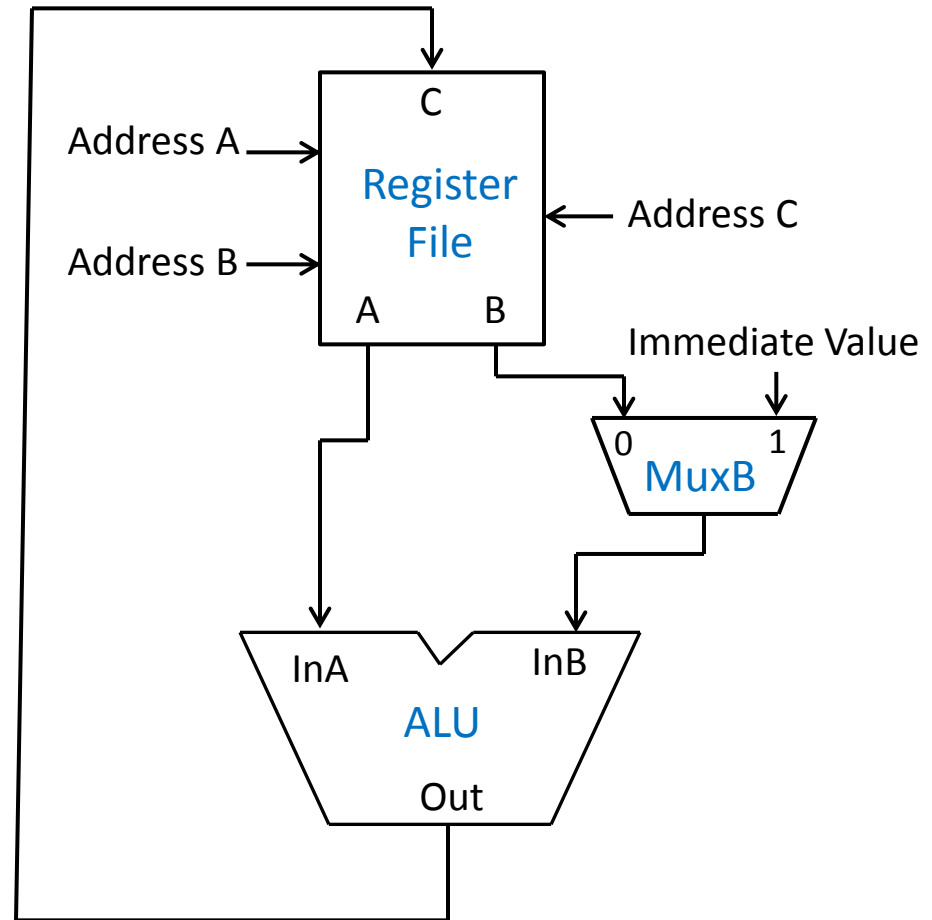 C
Address A
Register
File
Address C
Address B
A
B
Immediate Value
0
1
MuxB
InA
InB
ALU
Out